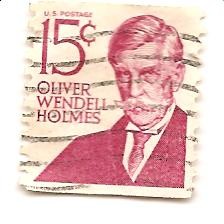 U.S. POSTAGE
15¢
OLIVER
WENDELL
HOLMES